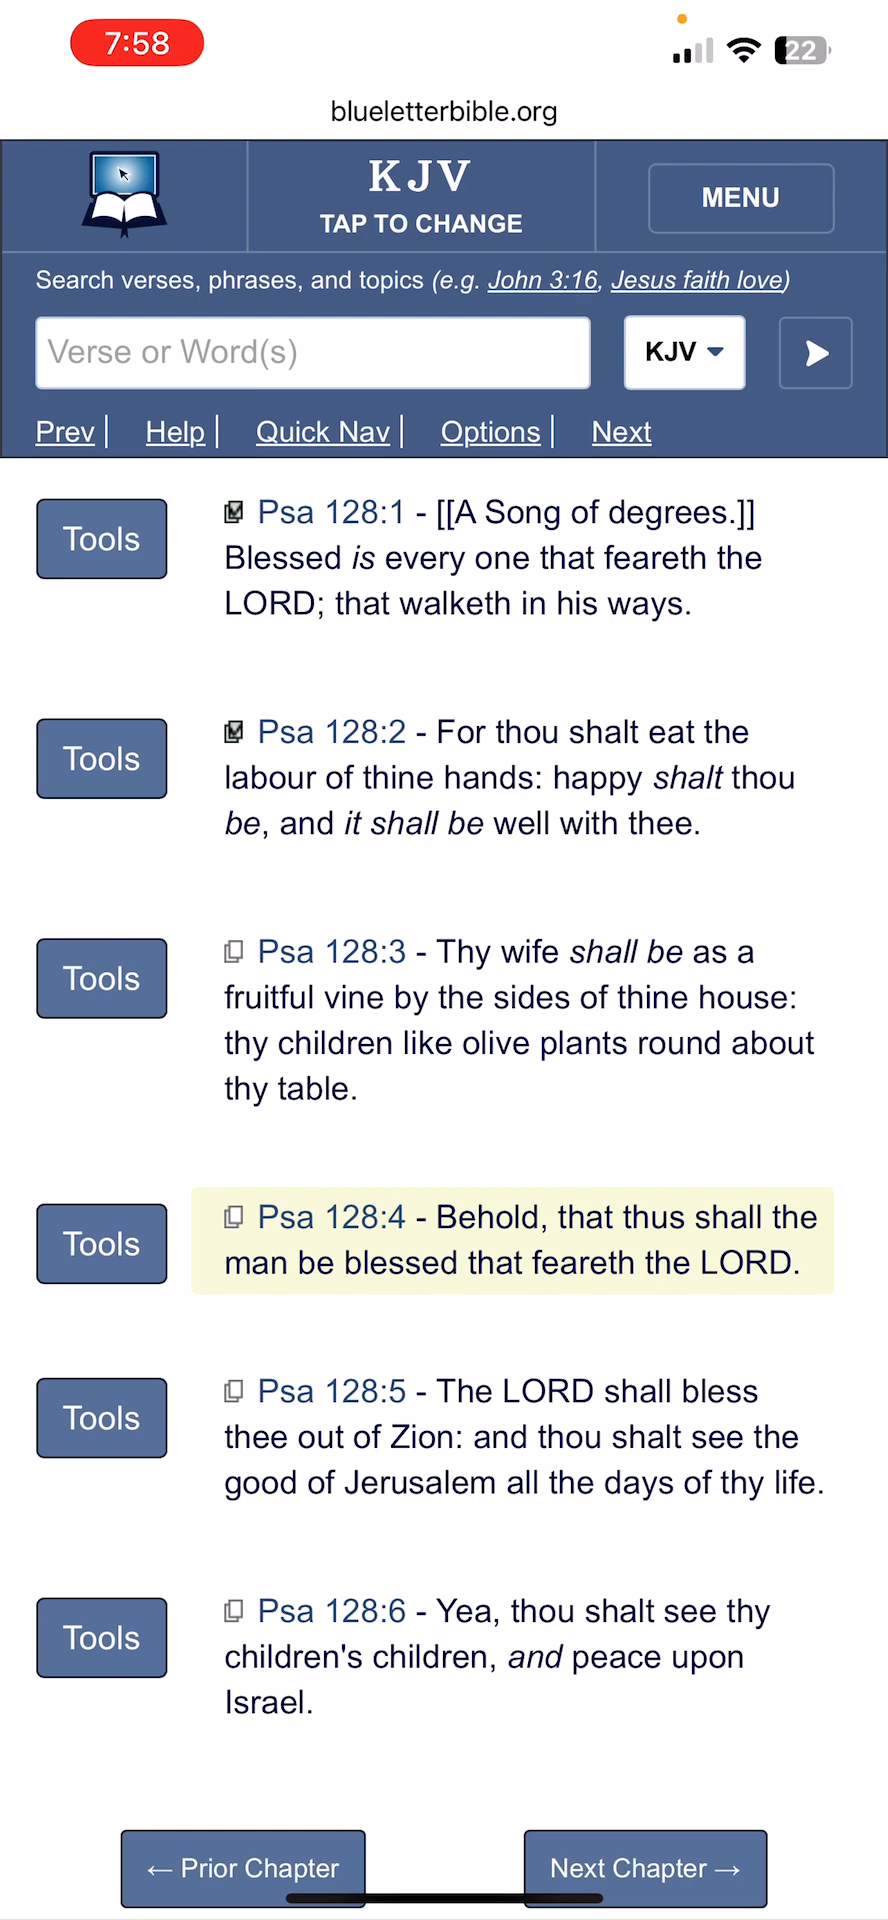 7:58
22
blueletterbible.org
KJV
TAP TO CHANGE
MENU
Search verses, phrases, and topics (e.g. John 3:16, Jesus faith love)
Verse or Word(s)
KJV
Prev | Help | Quick Nav | Options | Next
Tools
Psa 128:1 - [[A Song of degrees.]]
Blessed is every one that feareth the
LORD; that walketh in his ways.
Tools
Psa 128:2 - For thou shalt eat the
labour of thine hands: happy shalt thou
be, and it shall be well with thee.
Tools
Psa 128:3 - Thy wife shall be as a
fruitful vine by the sides of thine house:
thy children like olive plants round about
thy table.
Tools
Psa 128:4 - Behold, that thus shall the
man be blessed that feareth the LORD.
Tools
Psa 128:5 - The LORD shall bless
thee out of Zion: and thou shalt see the
good of Jerusalem all the days of thy life.
Tools
Psa 128:6 - Yea, thou shalt see thy
children's children, and peace upon
Israel.
← Prior Chapter
Next Chapter →